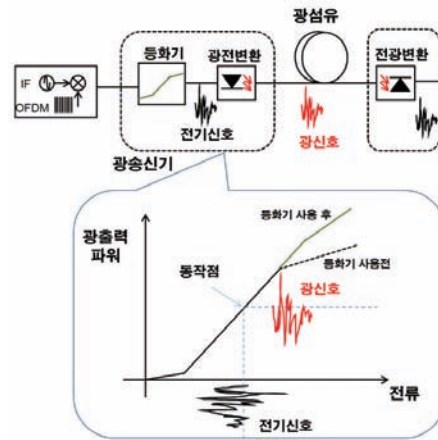 광섬유
등화기
광전변환
전광변환
IF
OFDM
전기신호
광신호
광송신기
등화기 사용 후
광출력
파워
등화기 사용전
동작점
광신호
전류
전기신호